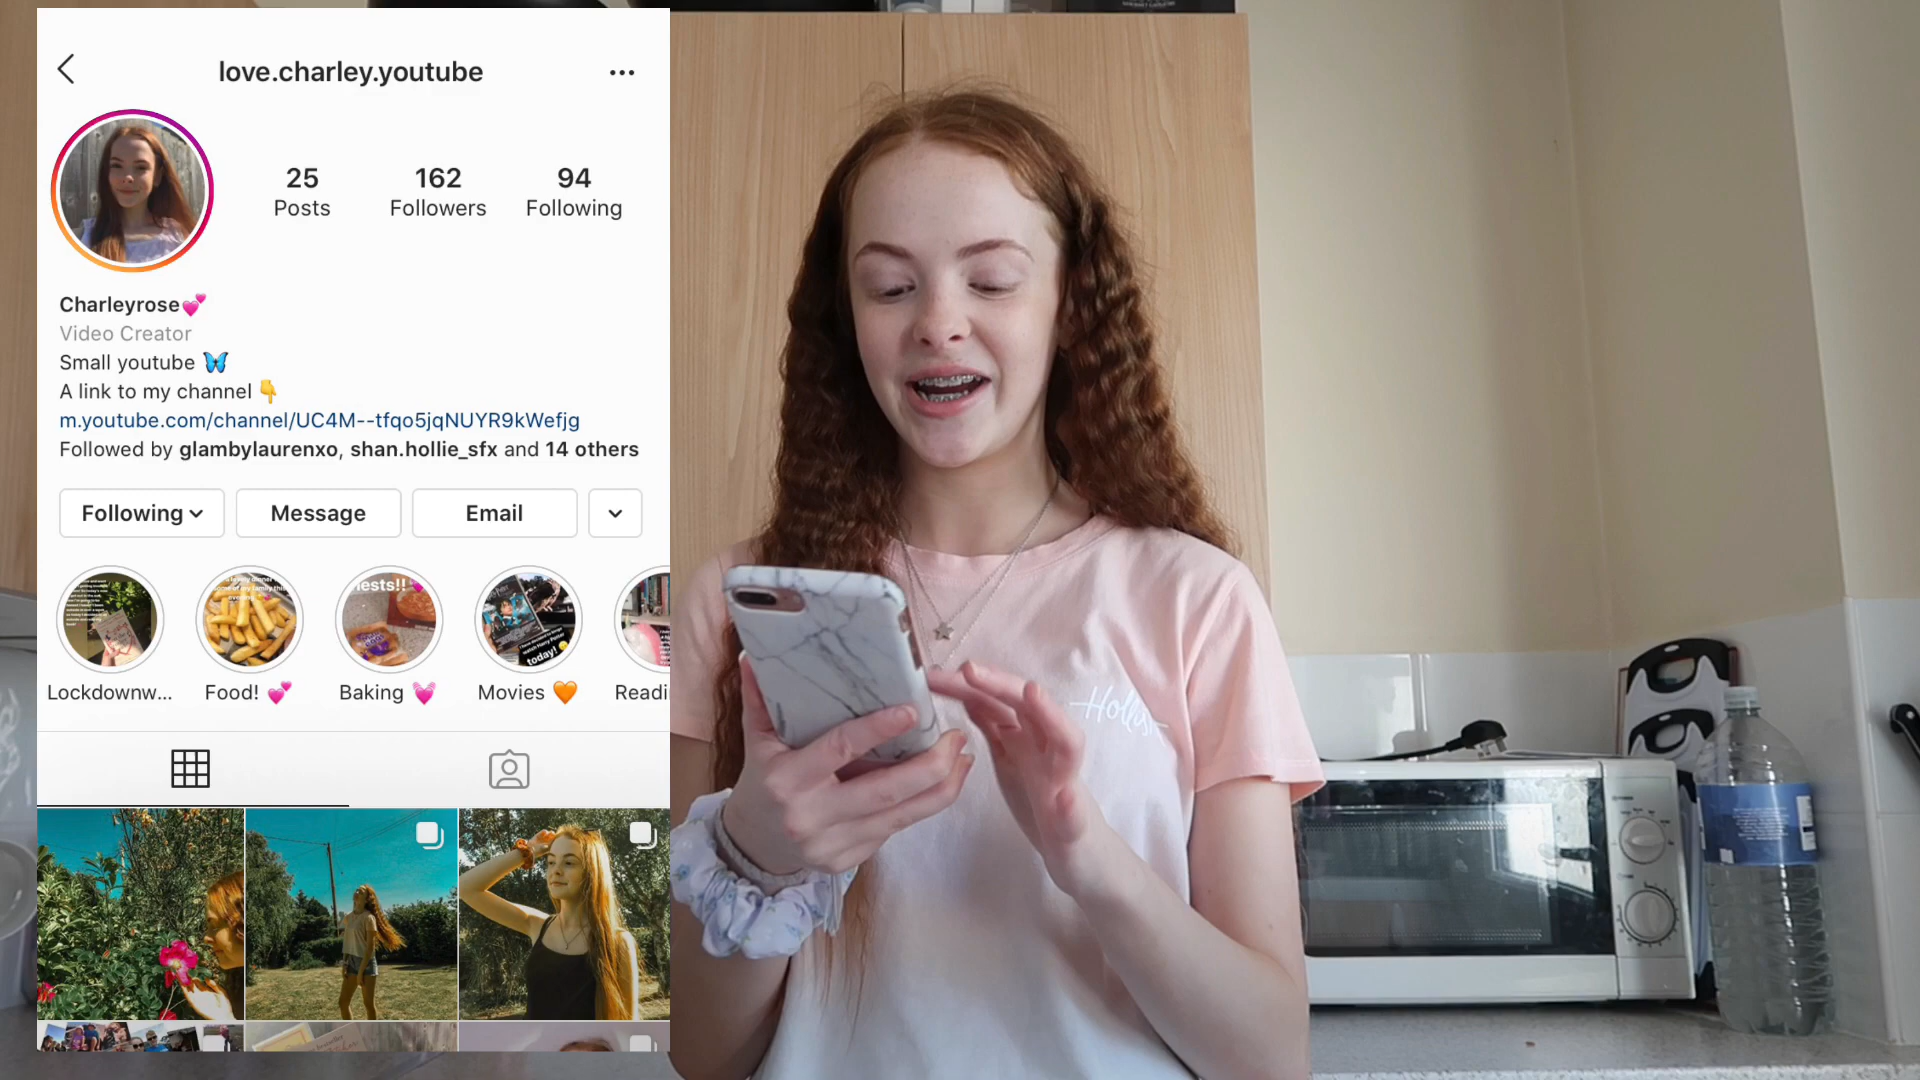 love.charley.youtube
25
162
94
Posts
Followers
Following
Charleyrose💕
Video Creator
Small youtube 🦋
A link to my channel 👇
m.youtube.com/channel/UC4M--tfqo5jqNUYR9kWefjg
Followed by glambylaurenxo, shan.hollie_sfx and 14 others
Following
Message
Email
ests!!
today!
Lockdownw...
Food! 💕
Baking 💓
Movies 🧡
Readi